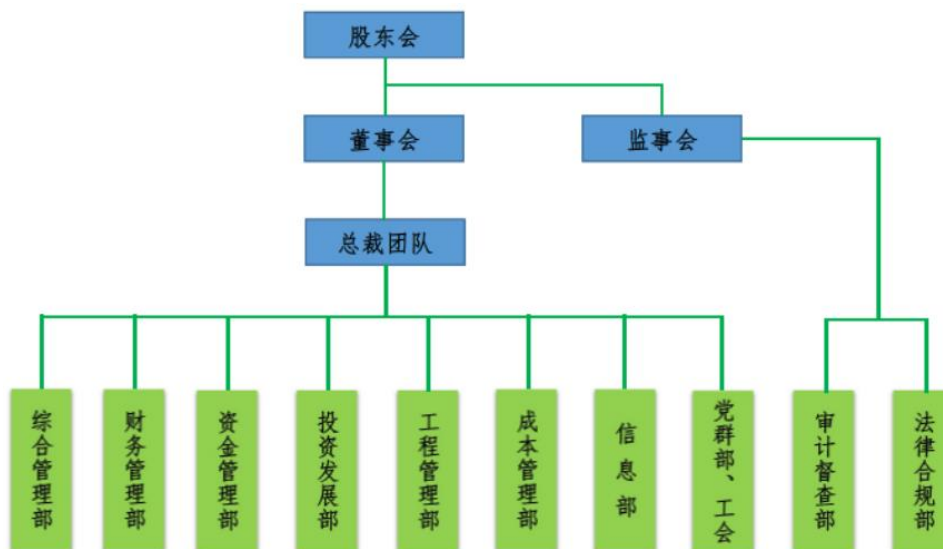 股东会
董事会
监事会
总裁团队
综合管理部
财务管理部
资金管理部
投资发展部
工程管理部
成本管理部
信息部
党群部、工会
审计督查部
法律合规部